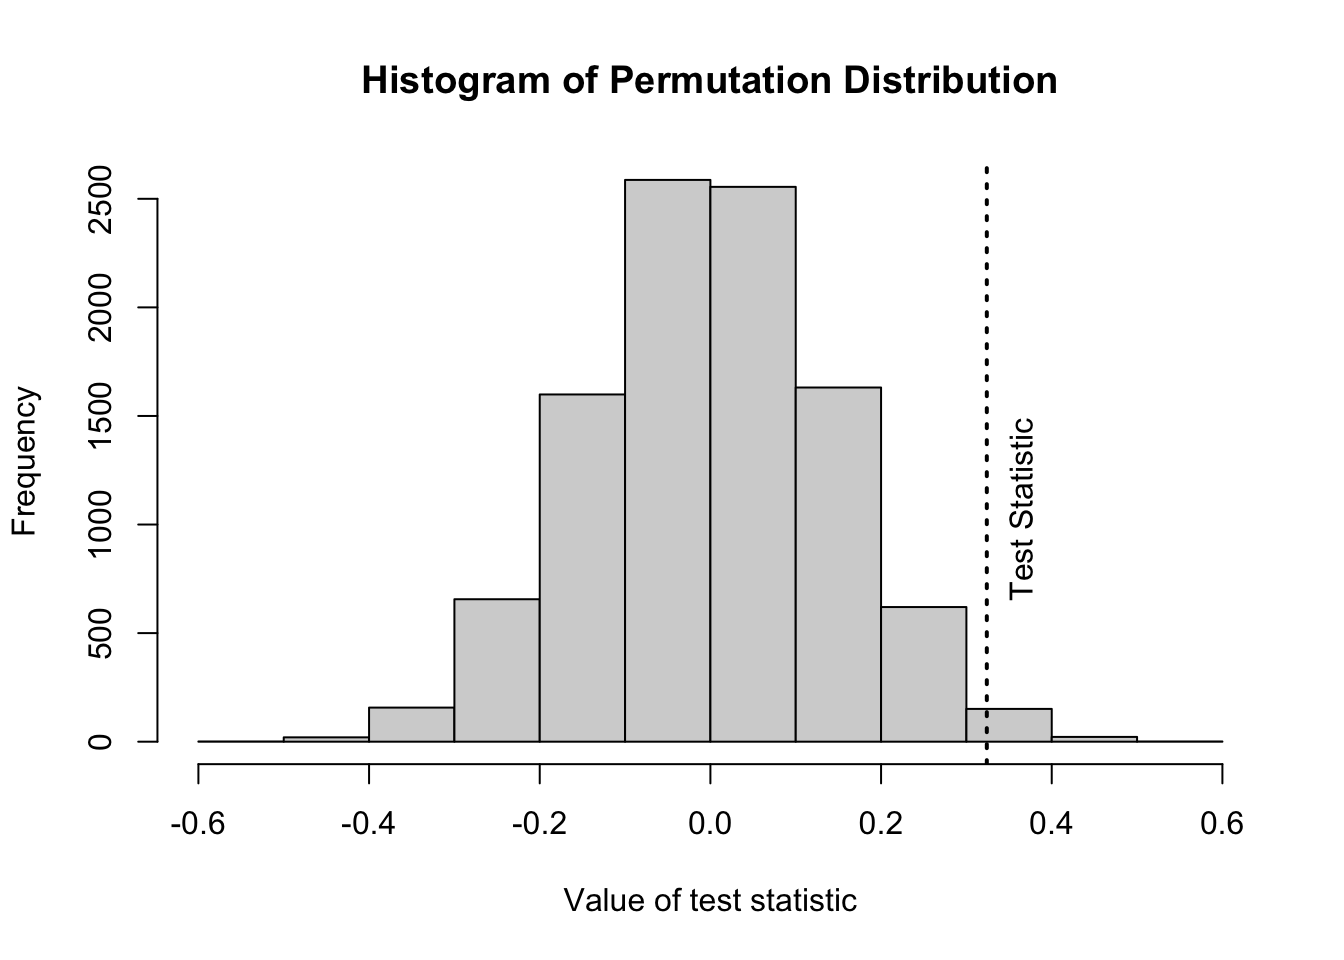 Histogram of Permutation Distribution
Frequency
2500
2000
1500
1000
500
0
Test Statistic
-0.6 -0.4 -0.2 0.0 0.2 0.4 0.6
Value of test statistic